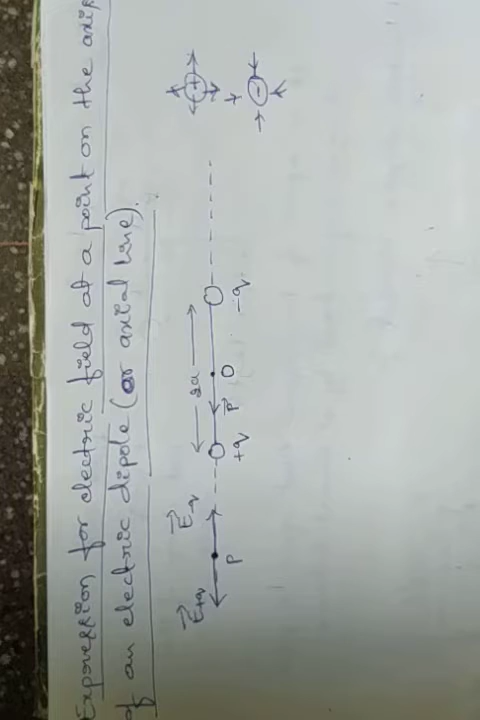 Expression for electric field at a point on the axis
of an electric dipole (or axial line).
+ + -
E⃗+q E⃗-q 2a
P +q p⃗ O -q